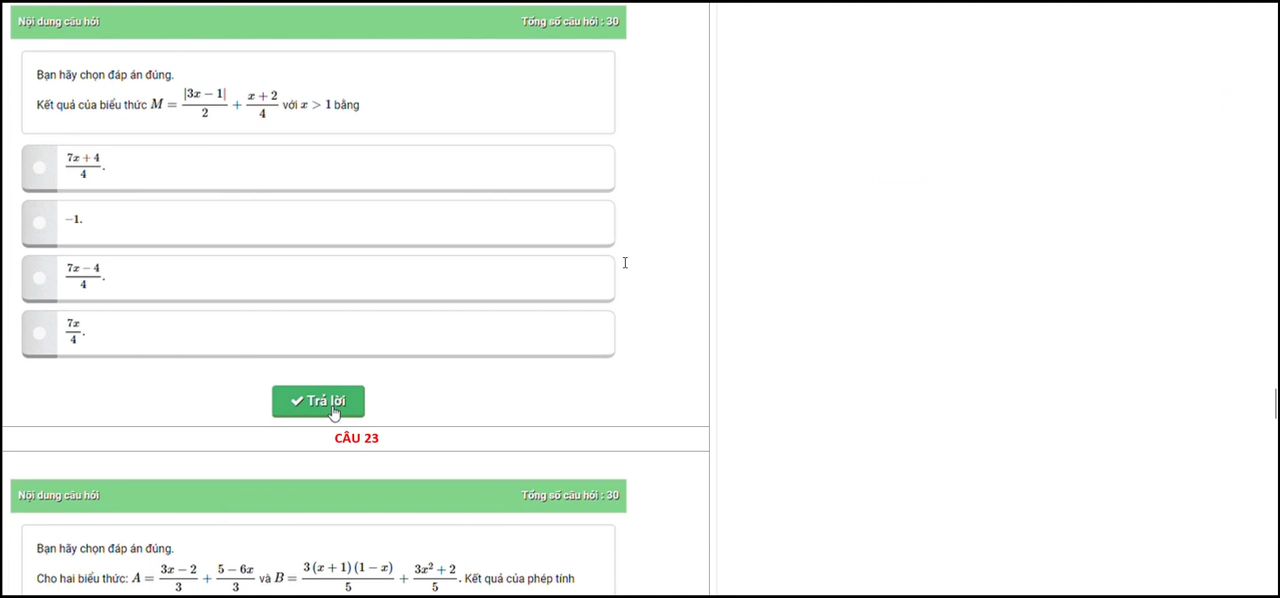 Nội dung câu hỏi Tổng số câu hỏi : 30
Bạn hãy chọn đáp án đúng.
Kết quả của biểu thức M = |3x − 1|/2 + x + 2/4 với x > 1 bằng
7x + 4/4.
−1.
7x − 4/4.
7x/4.
Trả lời
CÂU 23
Nội dung câu hỏi Tổng số câu hỏi : 30
Bạn hãy chọn đáp án đúng.
Cho hai biểu thức: A = 3x − 2/3 + 5 − 6x/3 và B = 3 (x + 1) (1 − x)/5 + 3x² + 2/5. Kết quả của phép tính